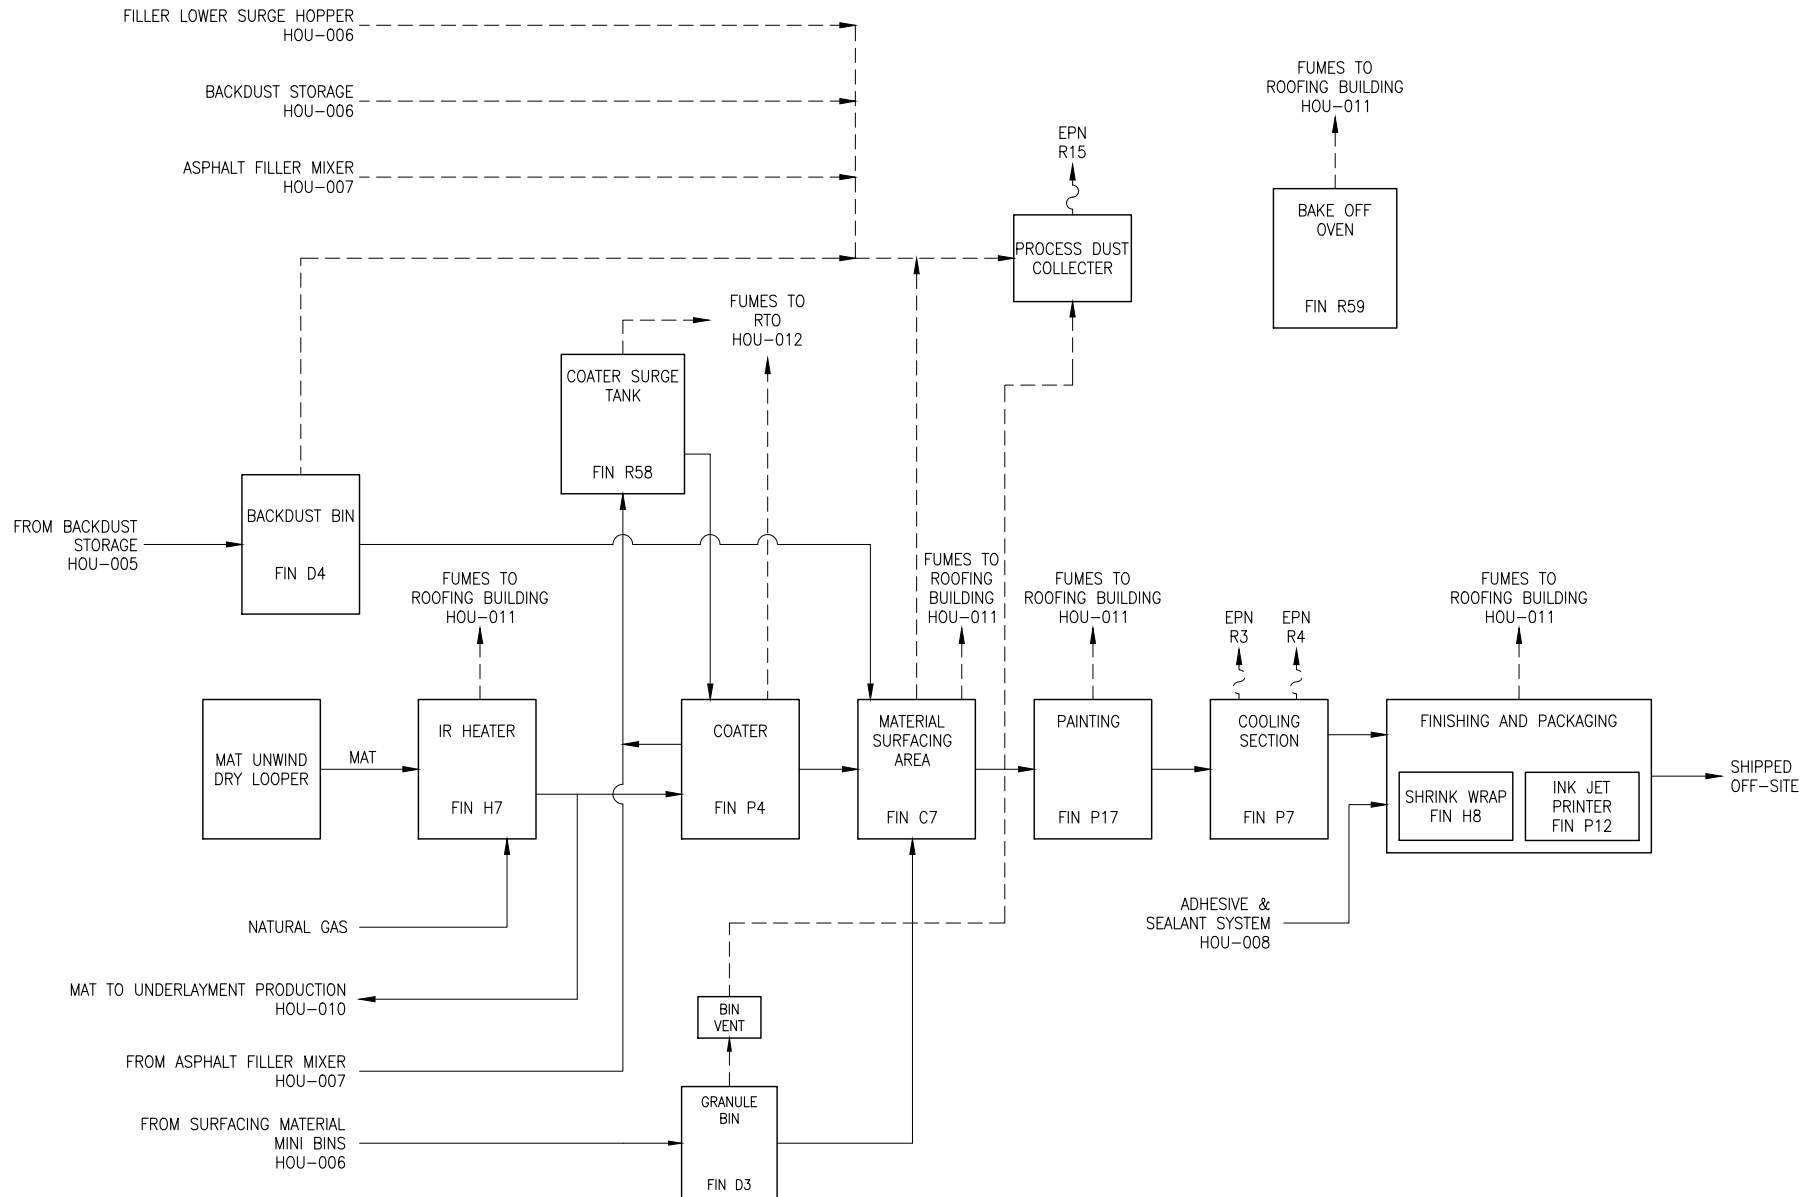 FILLER LOWER SURGE HOPPER
HOU-006
BACKDUST STORAGE
HOU-006
ASPHALT FILLER MIXER
HOU-007
FUMES TO
ROOFING BUILDING
HOU-011
EPN
R15
BAKE OFF
OVEN
FIN R59
PROCESS DUST
COLLECTER
FUMES TO
RTO
HOU-012
COATER SURGE
TANK
FIN R58
FROM BACKDUST
STORAGE
HOU-005
BACKDUST BIN
FIN D4
FUMES TO
ROOFING BUILDING
HOU-011
FUMES TO
ROOFING
BUILDING
HOU-011
FUMES TO
ROOFING BUILDING
HOU-011
EPN
R3
EPN
R4
FUMES TO
ROOFING BUILDING
HOU-011
MAT UNWIND
DRY LOOPER
MAT
IR HEATER
FIN H7
COATER
FIN P4
MATERIAL
SURFACING
AREA
FIN C7
PAINTING
FIN P17
COOLING
SECTION
FIN P7
FINISHING AND PACKAGING
SHRINK WRAP
FIN H8
INK JET
PRINTER
FIN P12
SHIPPED
OFF-SITE
NATURAL GAS
ADHESIVE &
SEALANT SYSTEM
HOU-008
MAT TO UNDERLAYMENT PRODUCTION
HOU-010
BIN
VENT
FROM ASPHALT FILLER MIXER
HOU-007
GRANULE
BIN
FIN D3
FROM SURFACING MATERIAL
MINI BINS
HOU-006